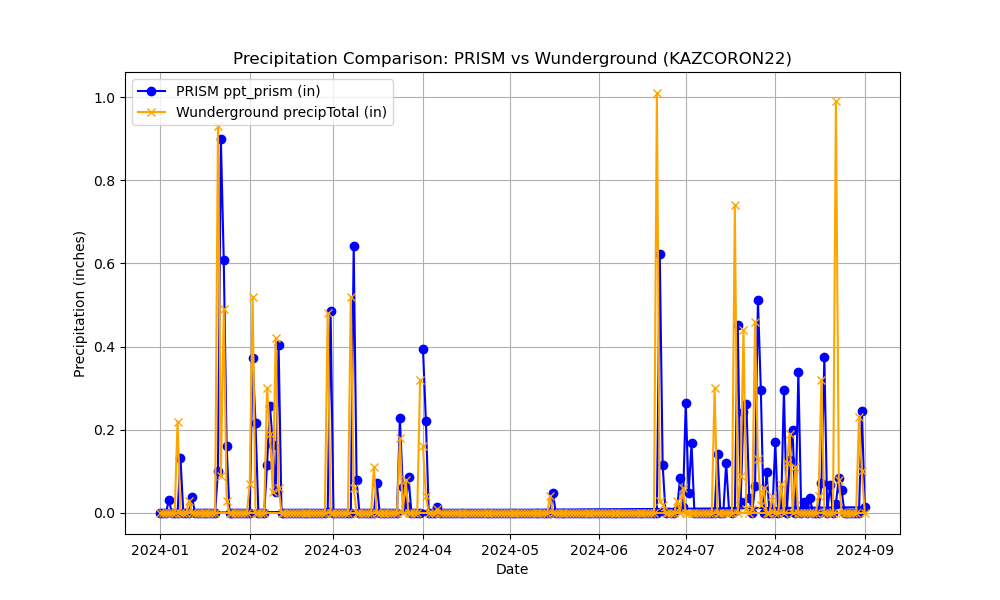 Precipitation Comparison: PRISM vs Wunderground (KAZCORON22)
PRISM ppt_prism (in)
Wunderground precipTotal (in)
1.0
0.8
0.6
0.4
0.2
0.0
Precipitation (inches)
2024-01 2024-02 2024-03 2024-04 2024-05 2024-06 2024-07 2024-08 2024-09
Date